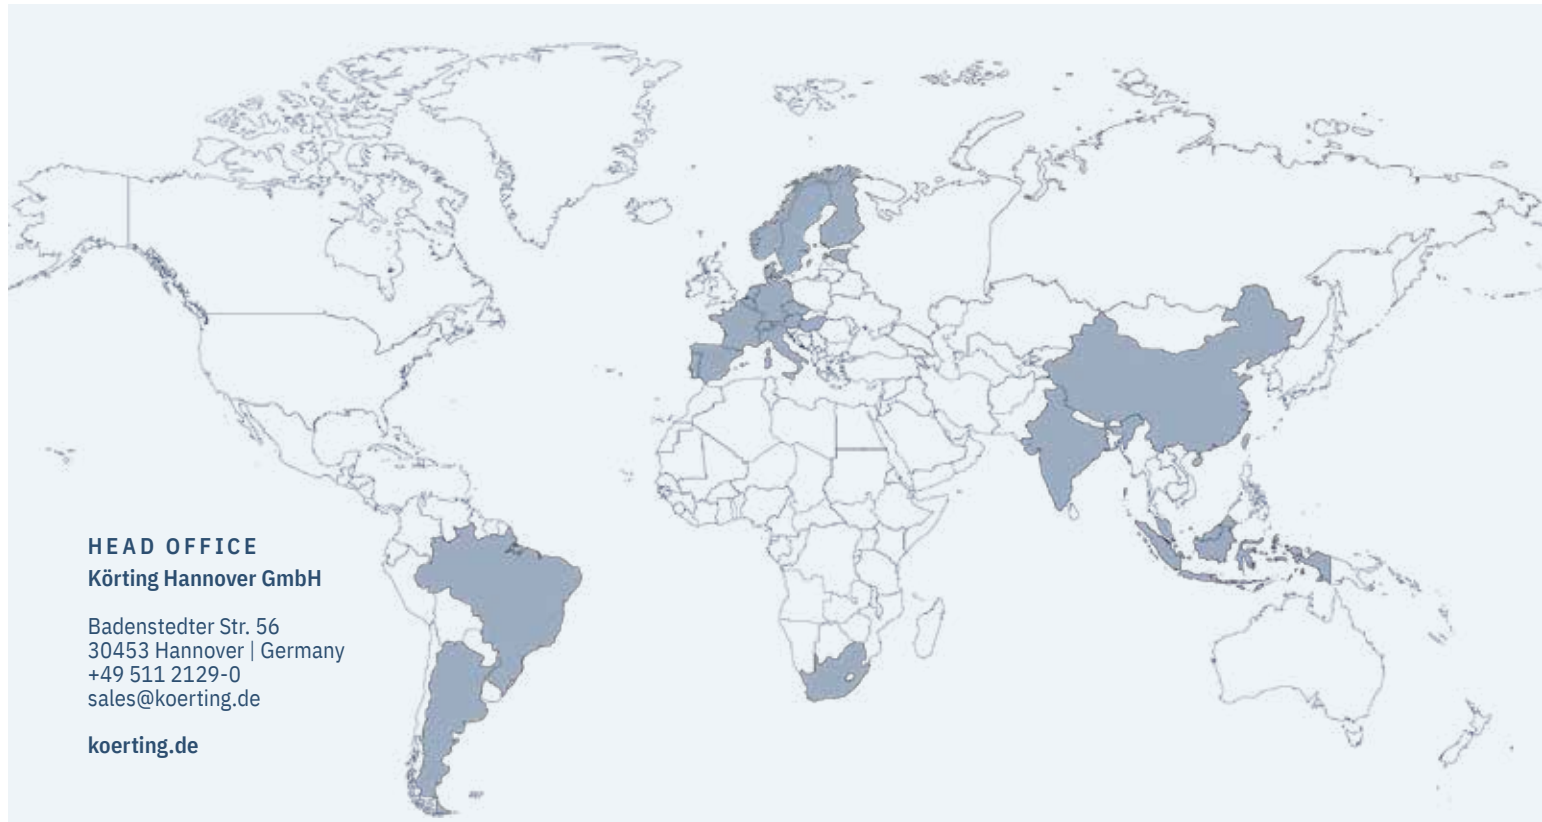 HEAD OFFICE
Körting Hannover GmbH
Badenstedter Str. 56
30453 Hannover | Germany
+49 511 2129-0
sales@koerting.de
koerting.de